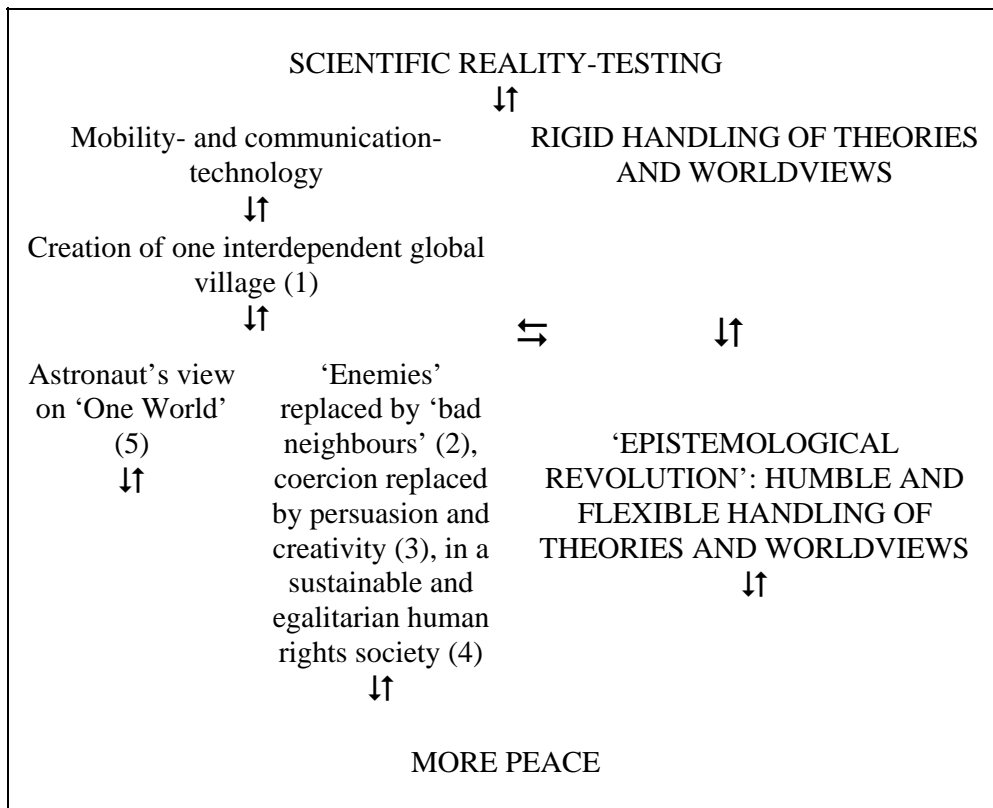 SCIENTIFIC REALITY-TESTING
↓↑
Mobility- and communication-
technology
↓↑
Creation of one interdependent global
village (1)
↓↑
RIGID HANDLING OF THEORIES
AND WORLDVIEWS
⇆
↓↑
Astronaut’s view
on ‘One World’
(5)
↓↑
‘Enemies’
replaced by ‘bad
neighbours’ (2),
coercion replaced
by persuasion and
creativity (3), in a
sustainable and
egalitarian human
rights society (4)
↓↑
‘EPISTEMOLOGICAL
REVOLUTION’: HUMBLE AND
FLEXIBLE HANDLING OF
THEORIES AND WORLDVIEWS
↓↑
MORE PEACE